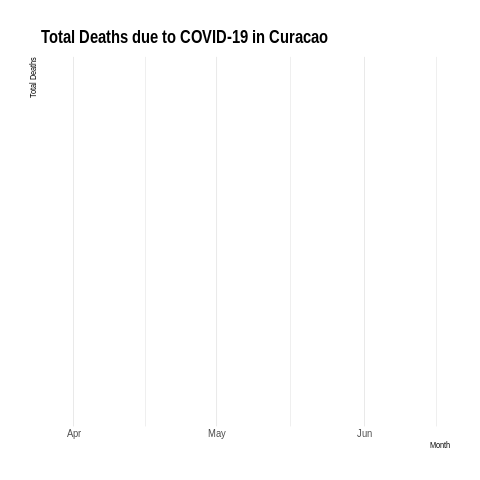 Total Deaths due to COVID-19 in Curacao
Total Deaths
Apr May Jun
Month